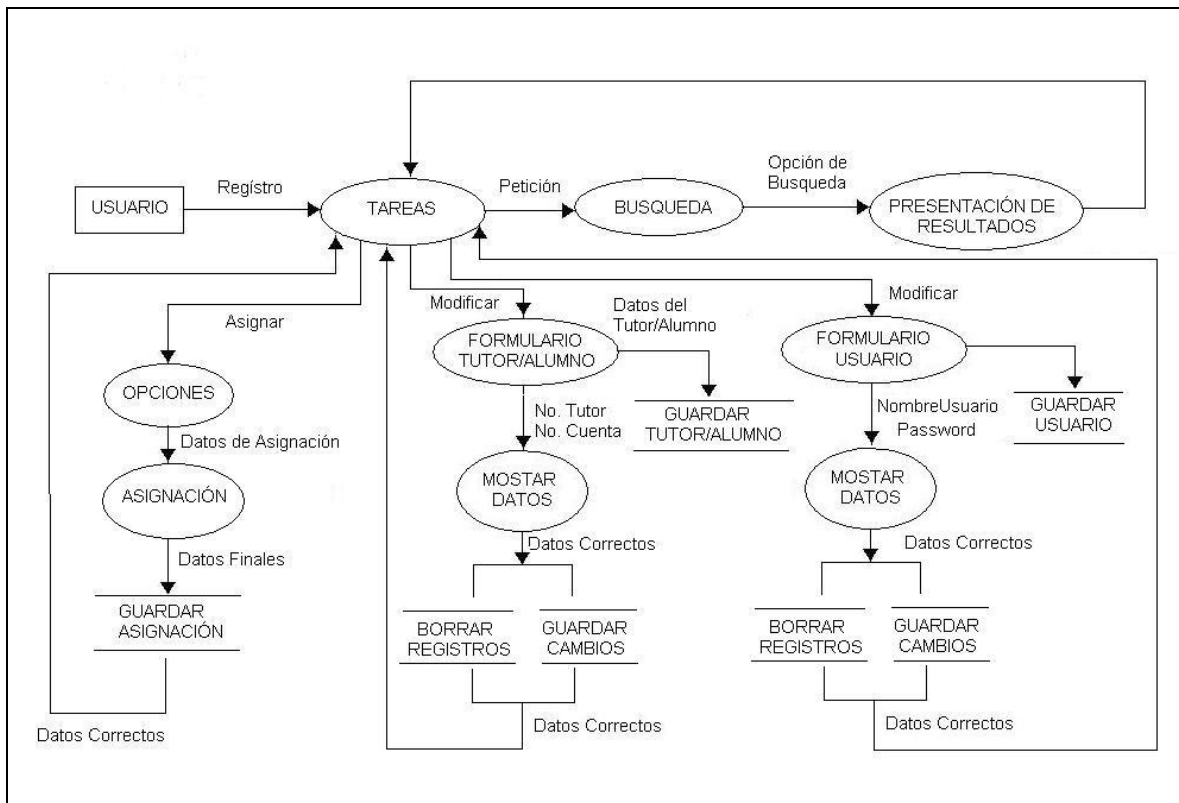 Opción de
Busqueda
Regístro
Petición
USUARIO
TAREAS
BUSQUEDA
PRESENTACIÓN DE
RESULTADOS
Asignar
Modificar
Datos del
Tutor/Alumno
Modificar
FORMULARIO
TUTOR/ALUMNO
FORMULARIO
USUARIO
OPCIONES
No. Tutor
No. Cuenta
GUARDAR
TUTOR/ALUMNO
NombreUsuario
Password
GUARDAR
USUARIO
Datos de Asignación
ASIGNACIÓN
MOSTAR
DATOS
MOSTAR
DATOS
Datos Finales
Datos Correctos
Datos Correctos
GUARDAR
ASIGNACIÓN
BORRAR
REGISTROS
GUARDAR
CAMBIOS
BORRAR
REGISTROS
GUARDAR
CAMBIOS
Datos Correctos
Datos Correctos
Datos Correctos